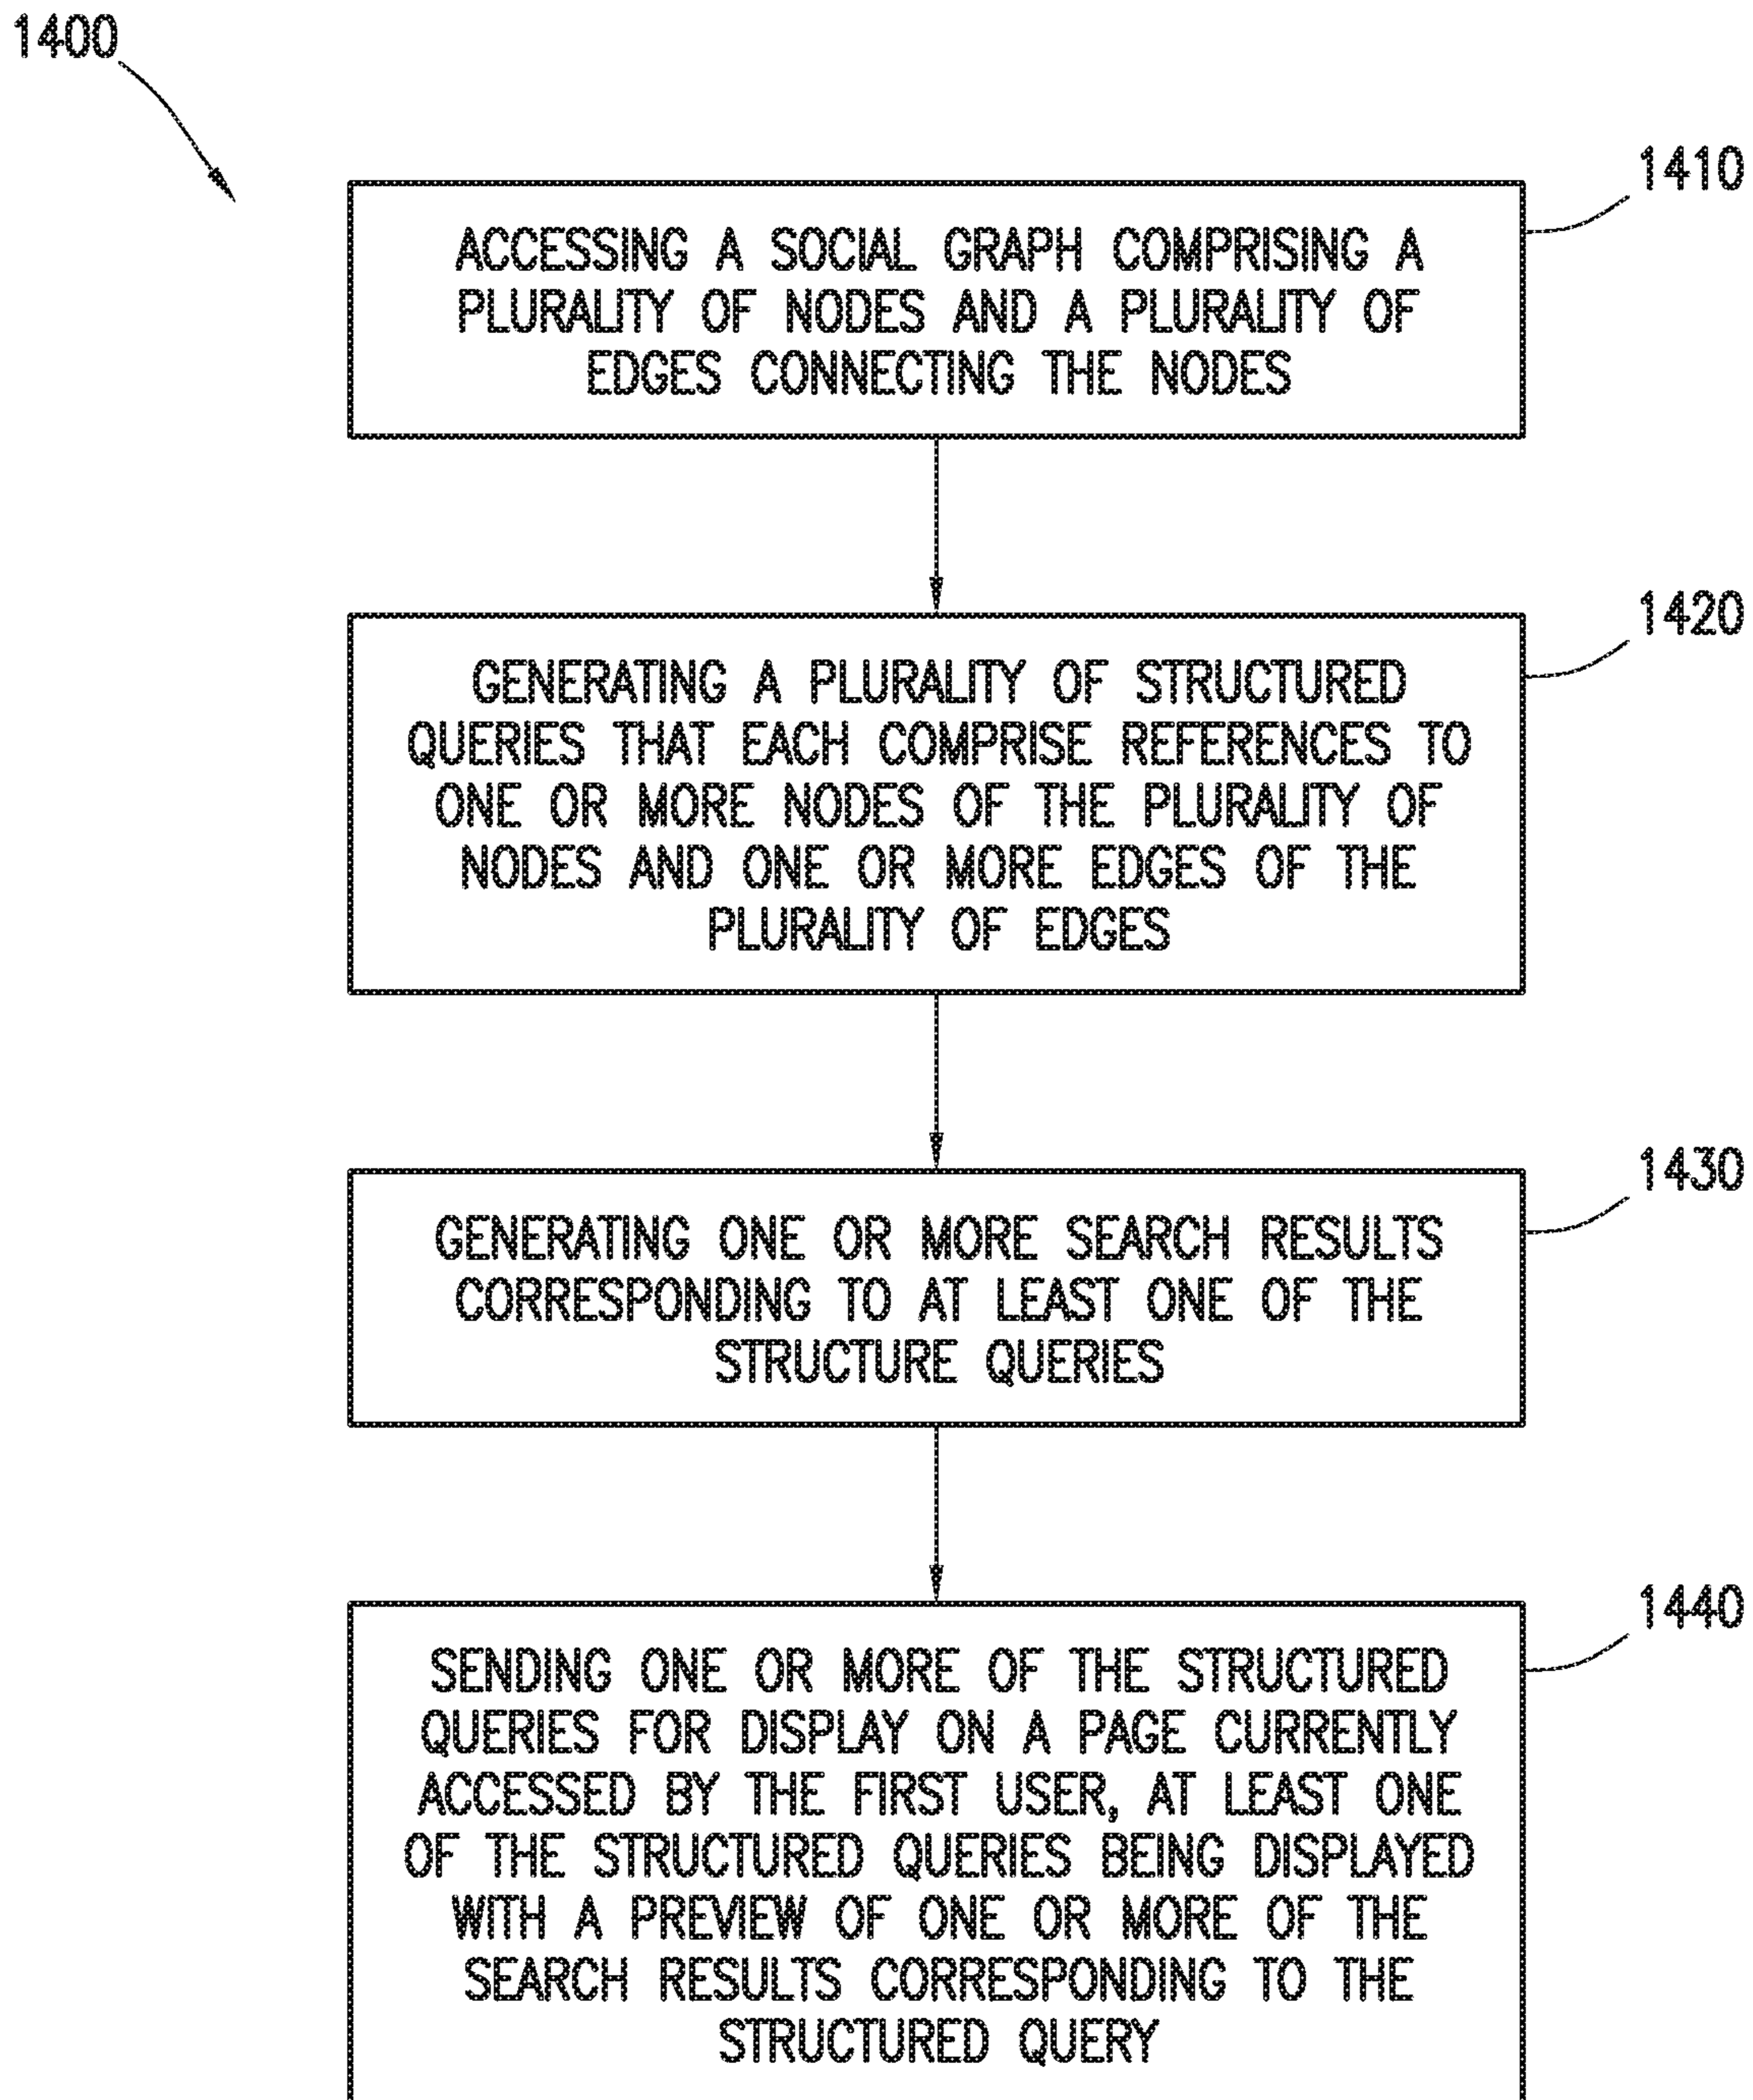 1400
1410
ACCESSING A SOCIAL GRAPH COMPRISING A
PLURALITY OF NODES AND A PLURALITY OF
EDGES CONNECTING THE NODES
1420
GENERATING A PLURALITY OF STRUCTURED
QUERIES THAT EACH COMPRISE REFERENCES TO
ONE OR MORE NODES OF THE PLURALITY OF
NODES AND ONE OR MORE EDGES OF THE
PLURALITY OF EDGES
1430
GENERATING ONE OR MORE SEARCH RESULTS
CORRESPONDING TO AT LEAST ONE OF THE
STRUCTURE QUERIES
1440
SENDING ONE OR MORE OF THE STRUCTURED
QUERIES FOR DISPLAY ON A PAGE CURRENTLY
ACCESSED BY THE FIRST USER, AT LEAST ONE
OF THE STRUCTURED QUERIES BEING DISPLAYED
WITH A PREVIEW OF ONE OR MORE OF THE
SEARCH RESULTS CORRESPONDING TO THE
STRUCTURED QUERY